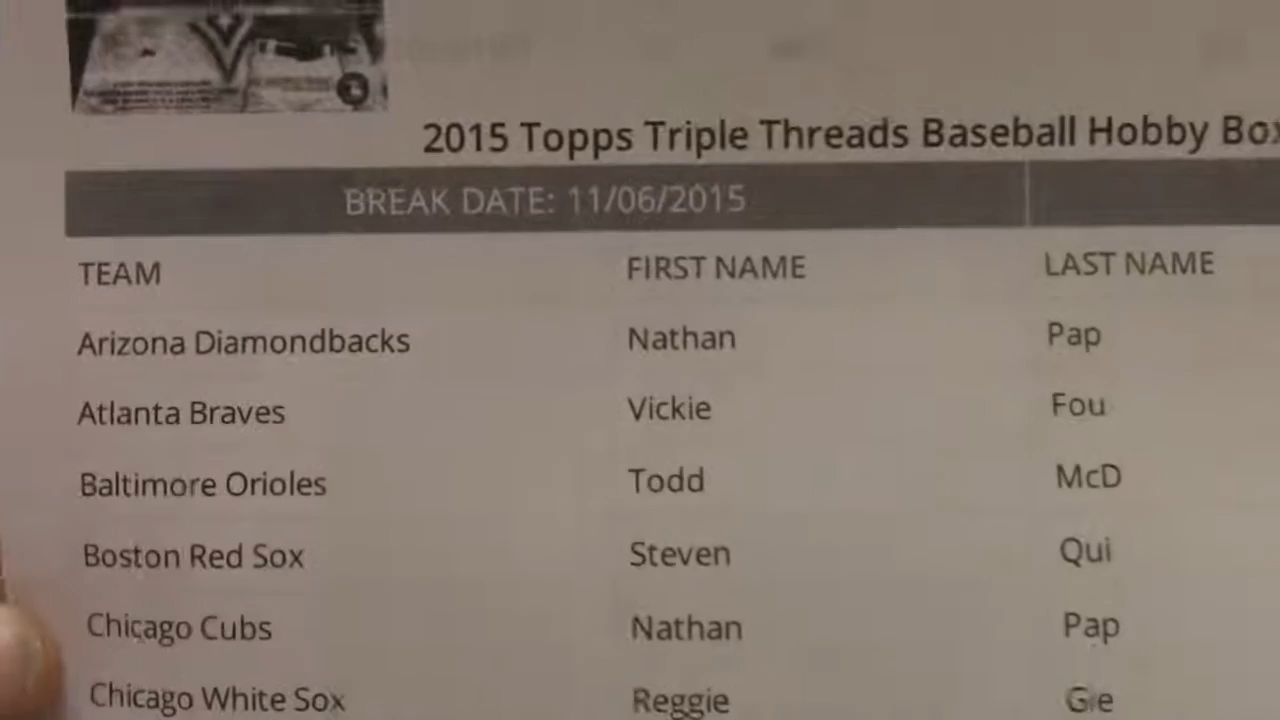 2015 Topps Triple Threads Baseball Hobby Box
BREAK DATE: 11/06/2015
TEAM FIRST NAME LAST NAME
Arizona Diamondbacks Nathan Pap
Atlanta Braves Vickie Fou
Baltimore Orioles Todd McD
Boston Red Sox Steven Qui
Chicago Cubs Nathan Pap
Chicago White Sox Reggie Gie